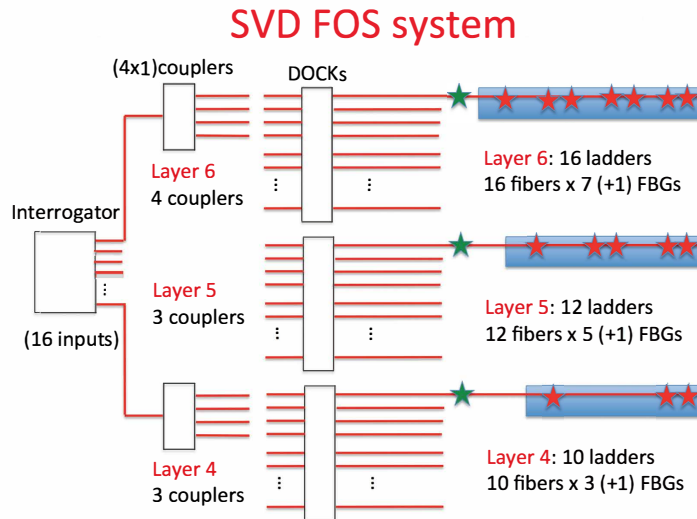 SVD FOS system
(4x1)couplers
DOCKs
Layer 6
4 couplers
Layer 6: 16 ladders
16 fibers x 7 (+1) FBGs
...
Interrogator
...
(16 inputs)
Layer 5
3 couplers
Layer 5: 12 ladders
12 fibers x 5 (+1) FBGs
...
Layer 4
3 couplers
Layer 4: 10 ladders
10 fibers x 3 (+1) FBGs
...